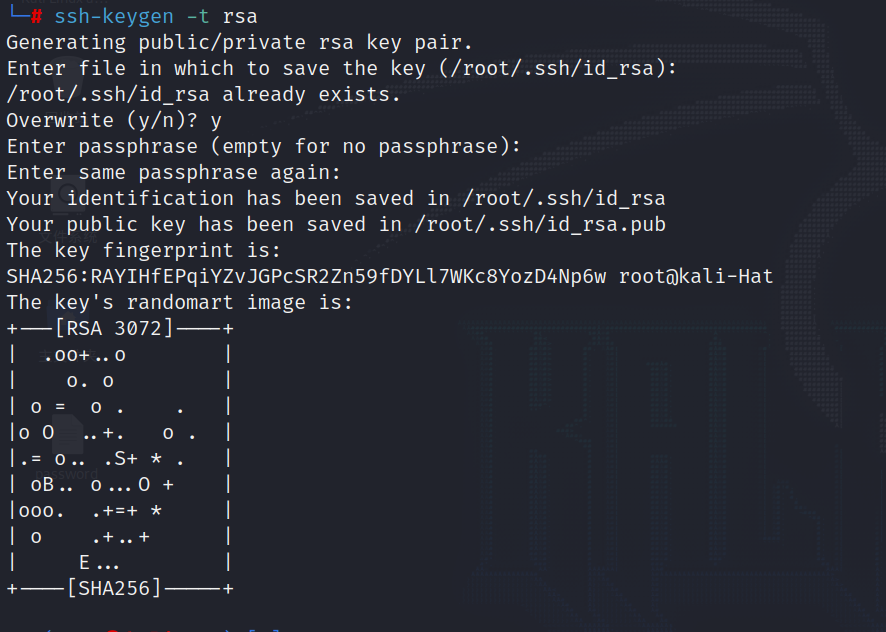 └─# ssh-keygen -t rsa
Generating public/private rsa key pair.
Enter file in which to save the key (/root/.ssh/id_rsa):
/root/.ssh/id_rsa already exists.
Overwrite (y/n)? y
Enter passphrase (empty for no passphrase):
Enter same passphrase again:
Your identification has been saved in /root/.ssh/id_rsa
Your public key has been saved in /root/.ssh/id_rsa.pub
The key fingerprint is:
SHA256:RAYIHfEPqiYZvJGPcSR2Zn59fDYLl7WKc8YozD4Np6w root@kali-Hat
The key's randomart image is:
+---[RSA 3072]----+
|  .oo+..o        |
|    o. o         |
| o =  o .    .   |
|o O  ..+.   o .  |
|.= o.. .S+ * .   |
| oB.. o...O +    |
|ooo.  .+=+ *     |
| o    .+..+      |
|     E...        |
+----[SHA256]-----+
password